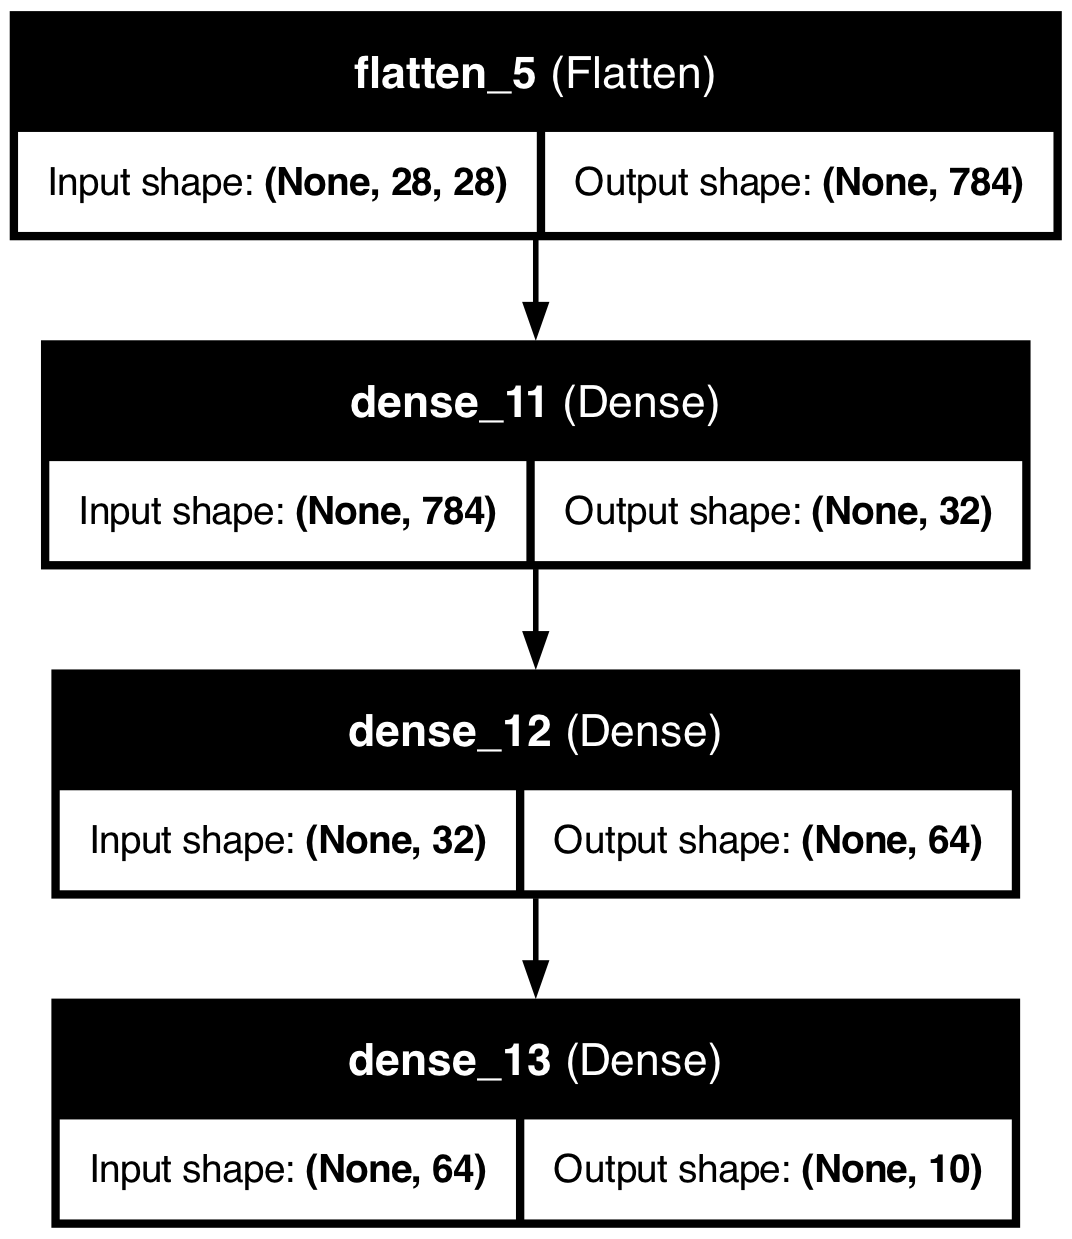 flatten_5 (Flatten)
Input shape: (None, 28, 28) Output shape: (None, 784)
dense_11 (Dense)
Input shape: (None, 784) Output shape: (None, 32)
dense_12 (Dense)
Input shape: (None, 32) Output shape: (None, 64)
dense_13 (Dense)
Input shape: (None, 64) Output shape: (None, 10)